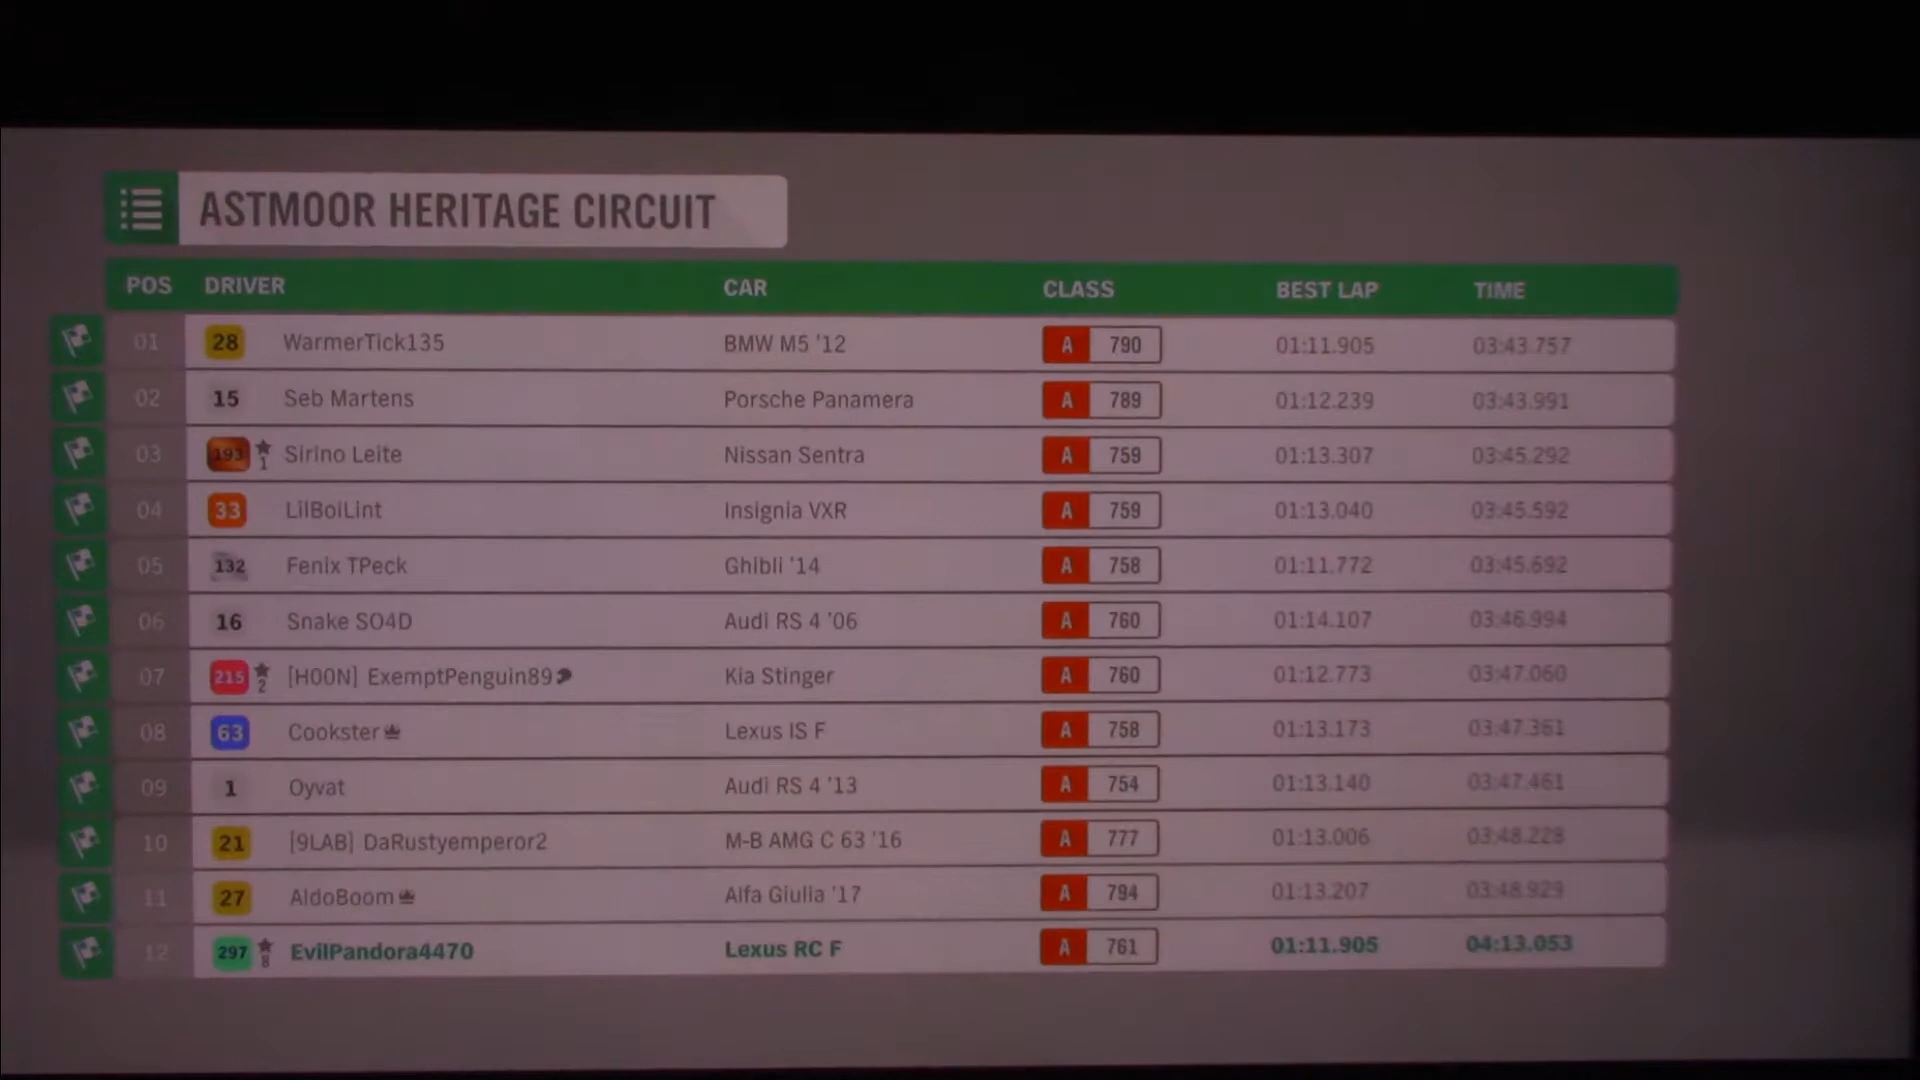 ASTMOOR HERITAGE CIRCUIT
POS DRIVER CAR CLASS BEST LAP TIME
01 28 WarmerTick135 BMW M5 '12 A 790 01:11.905 03:43.757
02 15 Seb Martens Porsche Panamera A 789 01:12.239 03:43.991
03 193 1 Sirino Leite Nissan Sentra A 759 01:13.307 03:45.292
04 33 LilBoiLint Insignia VXR A 759 01:13.040 03:45.592
05 132 Fenix TPeck Ghibli '14 A 758 01:11.772 03:45.692
06 16 Snake SO4D Audi RS 4 '06 A 760 01:14.107 03:46.994
07 215 2 [H00N] ExemptPenguin89 Kia Stinger A 760 01:12.773 03:47.060
08 63 Cookster Lexus IS F A 758 01:13.173 03:47.361
09 1 Oyvat Audi RS 4 '13 A 754 01:13.140 03:47.461
10 21 [9LAB] DaRustyemperor2 M-B AMG C 63 '16 A 777 01:13.006 03:48.228
11 27 AldoBoom Alfa Giulia '17 A 794 01:13.207 03:48.929
12 297 8 EvilPandora4470 Lexus RC F A 761 01:11.905 04:13.053